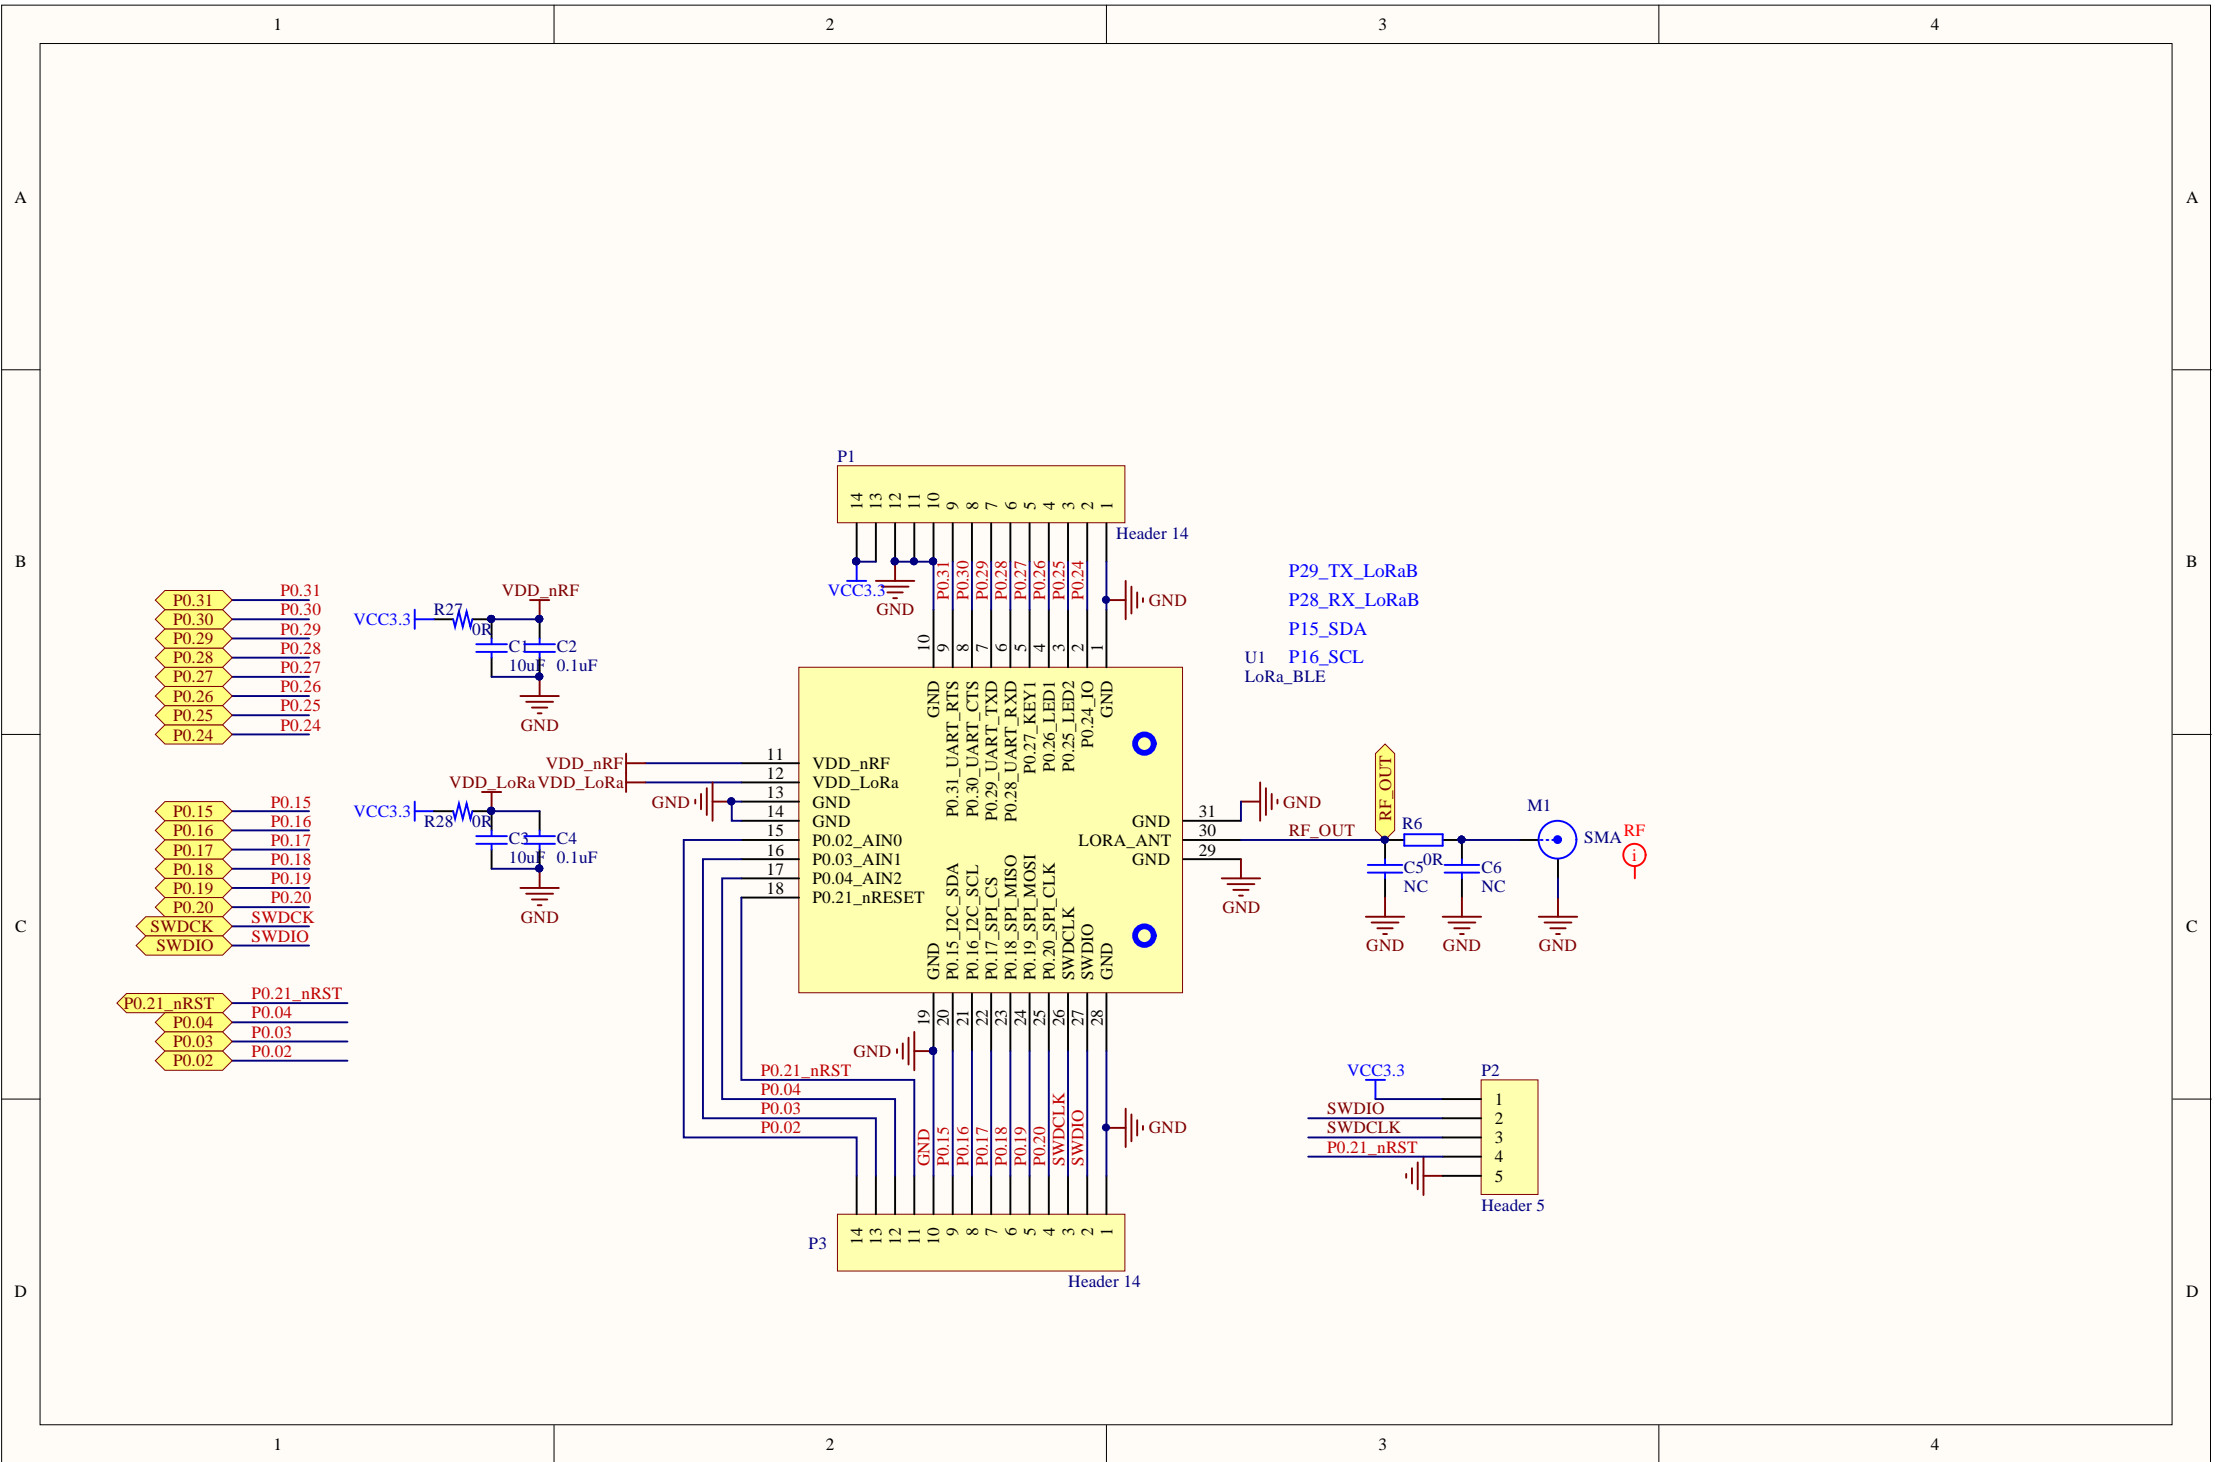 1 2 3 4
A A
B B
C C
D D
1 2 3 4
P1
14 13 12 11 10 9 8 7 6 5 4 3 2 1
Header 14
VCC3.3
GND
P0.31
P0.30
P0.29
P0.28
P0.27
P0.26
P0.25
P0.24
GND
10 9 8 7 6 5 4 3 2 1
P29_TX_LoRaB
P28_RX_LoRaB
P15_SDA
P16_SCL
U1
LoRa_BLE
P0.31 P0.31
P0.30 P0.30
P0.29 P0.29
P0.28 P0.28
P0.27 P0.27
P0.26 P0.26
P0.25 P0.25
P0.24 P0.24
VDD_nRF
VCC3.3 R27
0R
C1 C2
10uF 0.1uF
GND
P0.15 P0.15
P0.16 P0.16
P0.17 P0.17
P0.18 P0.18
P0.19 P0.19
P0.20 P0.20
SWDCK SWDCK
SWDIO SWDIO
VDD_LoRa
VCC3.3
R28 0R
C3 C4
10uF 0.1uF
GND
P0.21_nRST P0.21_nRST
P0.04 P0.04
P0.03 P0.03
P0.02 P0.02
GND
P0.31_UART_RTS
P0.30_UART_CTS
P0.29_UART_TXD
P0.28_UART_RXD
P0.27_KEY1
P0.26_LED1
P0.25_LED2
P0.24_IO
GND
VDD_nRF 11 VDD_nRF
VDD_LoRa 12 VDD_LoRa
GND 13 GND
14 GND
15 P0.02_AIN0
16 P0.03_AIN1
17 P0.04_AIN2
18 P0.21_nRESET
GND 31 GND
LORA_ANT 30 RF_OUT
GND 29
GND
RF_OUT
R6
0R
C5
NC
C6
NC
M1
SMA
RF
i
GND GND GND
GND
P0.15_I2C_SDA
P0.16_I2C_SCL
P0.17_SPI_CS
P0.18_SPI_MISO
P0.19_SPI_MOSI
P0.20_SPI_CLK
SWDCLK
SWDIO
GND
19 20 21 22 23 24 25 26 27 28
GND
P0.21_nRST
P0.04
P0.03
P0.02
GND
P0.15
P0.16
P0.17
P0.18
P0.19
P0.20
SWDCLK
SWDIO
GND
P3
14 13 12 11 10 9 8 7 6 5 4 3 2 1
Header 14
VCC3.3 P2
1
SWDIO 2
SWDCLK 3
P0.21_nRST 4
5
Header 5